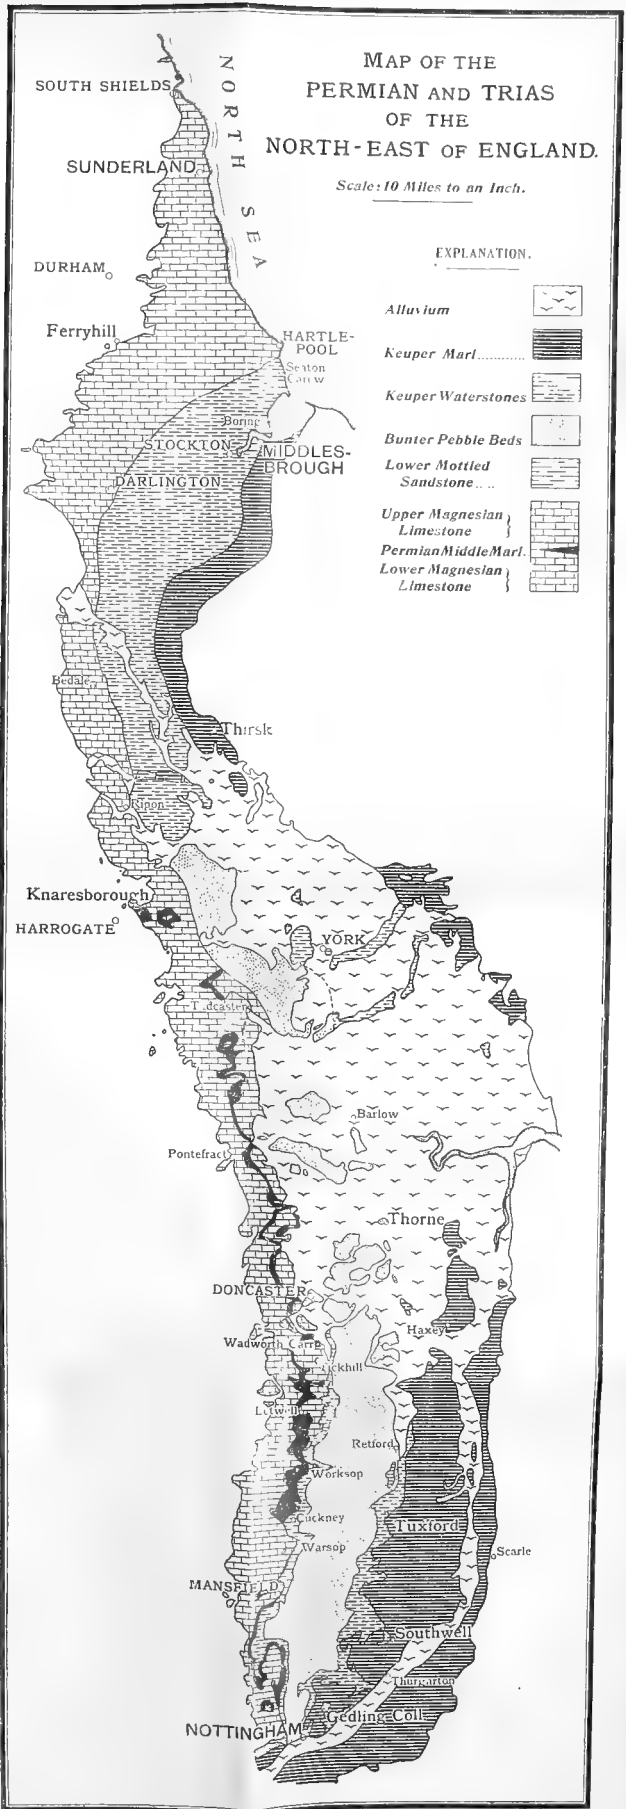 MAP OF THE
PERMIAN AND TRIAS
OF THE
NORTH-EAST OF ENGLAND.
Scale: 10 Miles to an Inch.
NORTH SEA
EXPLANATION.
Alluvium
Keuper Marl............
Keuper Waterstones
Bunter Pebble Beds
Lower Mottled
Sandstone.. ..
Upper Magnesian
Limestone
Permian Middle Marl.
Lower Magnesian
Limestone
SOUTH SHIELDS
SUNDERLAND
DURHAM
Ferryhill
HARTLE-
POOL
Seaton
Carew
Boring
STOCKTON
MIDDLES-
BROUGH
DARLINGTON
Bedale
Thirsk
Ripon
Knaresborough
HARROGATE
YORK
Tadcaster
Barlow
Pontefract
Thorne
DONCASTER
Haxey
Wadworth Carr
Tickhill
Letwell
Retford
Worksop
Cuckney
Tuxford
Warsop
Scarle
MANSFIELD
Southwell
Thurgarton
Gedling Coll.
NOTTINGHAM